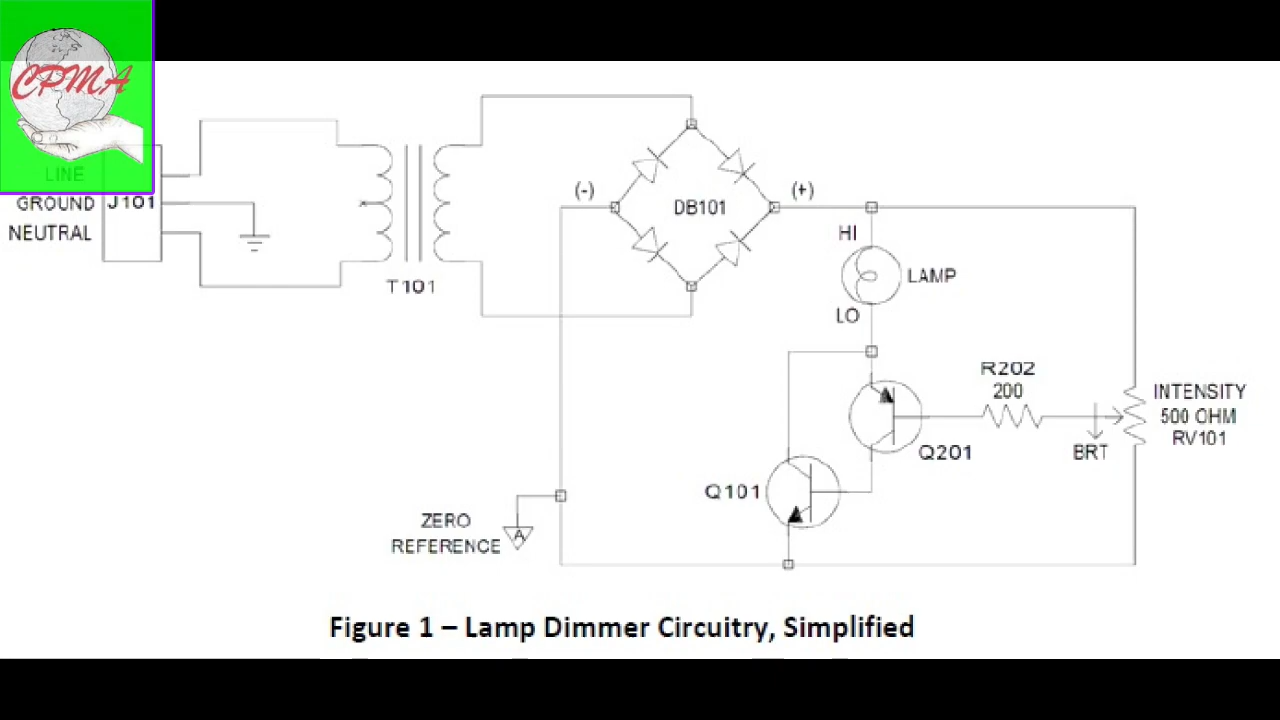 CPMA
LINE
GROUND
NEUTRAL
J101
T101
(-)
DB101
(+)
HI
LAMP
LO
R202
200
INTENSITY
500 OHM
RV101
BRT
Q201
Q101
ZERO
REFERENCE
A
Figure 1 – Lamp Dimmer Circuitry, Simplified